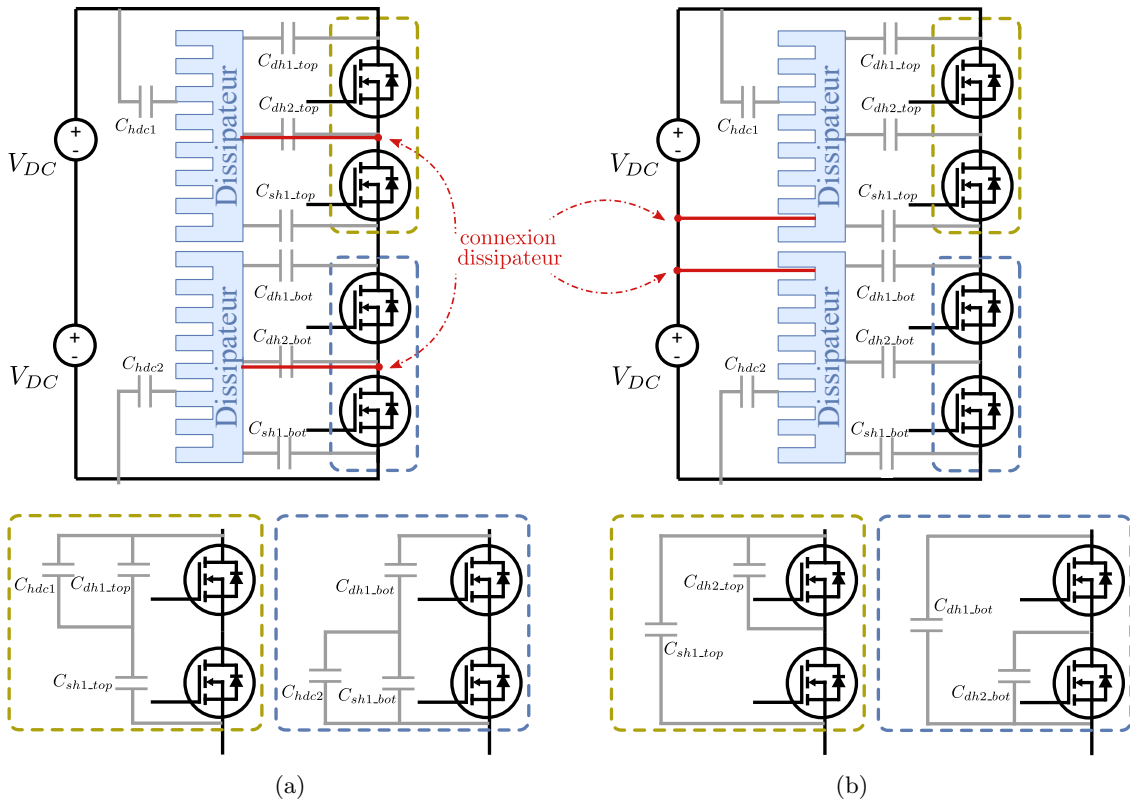 C_{dh1_top}
C_{dh2_top}
C_{hdc1}
Dissipateur
+
-
V_{DC}
C_{sh1_top}
C_{dh1_bot}
+
-
V_{DC}
C_{dh2_bot}
C_{hdc2}
Dissipateur
C_{sh1_bot}
connexion
dissipateur
C_{dh1_top}
C_{dh2_top}
C_{hdc1}
Dissipateur
+
-
V_{DC}
C_{sh1_top}
C_{dh1_bot}
+
-
V_{DC}
C_{dh2_bot}
C_{hdc2}
Dissipateur
C_{sh1_bot}
C_{hdc1}
C_{dh1_top}
C_{sh1_top}
C_{dh1_bot}
C_{hdc2}
C_{sh1_bot}
(a)
C_{dh2_top}
C_{sh1_top}
C_{dh1_bot}
C_{dh2_bot}
(b)